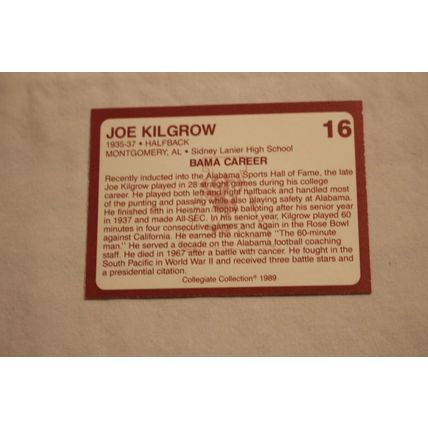 JOE KILGROW
16
1935-37 • HALFBACK
MONTGOMERY, AL • Sidney Lanier High School
BAMA CAREER
Recently inducted into the Alabama Sports Hall of Fame, the late
Joe Kilgrow played in 28 straight games during his college
career. He played both left and right halfback and handled most
of the punting and passing while also playing safety at Alabama.
He finished fifth in Heisman Trophy balloting after his senior year
in 1937 and made All-SEC. In his senior year, Kilgrow played 60
minutes in four consecutive games and again in the Rose Bowl
against California. He earned the nickname "The 60-minute
man." He served a decade on the Alabama football coaching
staff. He died in 1967 after a battle with cancer. He fought in the
South Pacific in World War II and received three battle stars and
a presidential citation.
Collegiate Collection® 1989